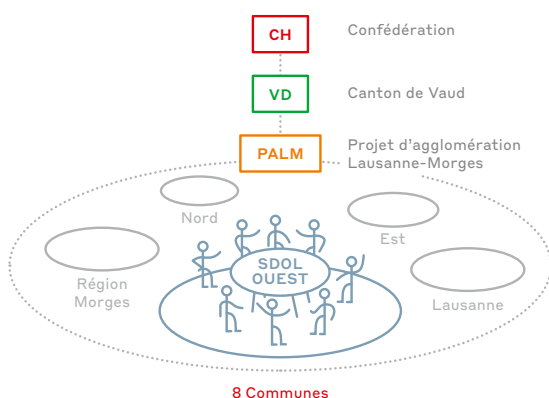 CH
Confédération
VD
Canton de Vaud
PALM
Projet d'agglomération
Lausanne-Morges
Nord
Est
SDOL
OUEST
Région
Morges
Lausanne
8 Communes